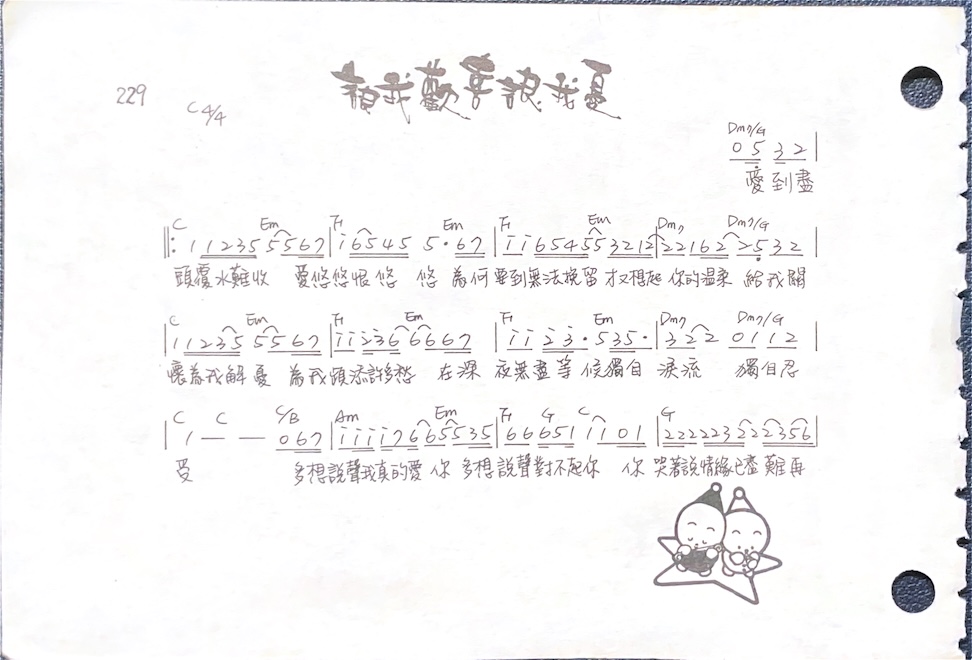 229
讓我歡喜讓我憂
C 4/4
Dm7/G
0 5 3 2
愛到盡
C Em F Em F Em Dm7 Dm7/G
1 1 2 3 5 5 5 6 7 | i 6 5 4 5 5 · 6 7 | i i 6 5 4 5 5 3 2 1 2 | 2 2 1 6 2 2 5 3 2 |
頭覆水難收 愛悠悠恨悠 悠 為何要到無法挽留 才又想起 你的溫柔 給我關
C Em F Em F Em Dm7 Dm7/G
1 1 2 3 5 5 5 6 7 | i i 2 3 6 6 6 6 7 | i i 2 3 · 5 3 5 · | 3 2 2 0 1 1 2 |
懷為我解憂 為我頻添許多愁 在深 夜無盡等 候獨自 淚流 獨自忍
C C C/B Am Em F G C G
1 — — 0 6 7 | i i i i 7 6 6 5 5 3 5 | 6 6 6 5 1 1 1 0 1 | 2 2 2 2 2 3 2 2 2 3 5 6 |
受 多想說聲我真的愛 你 多想說聲對不起你 你 哭著說情緣已盡 難再